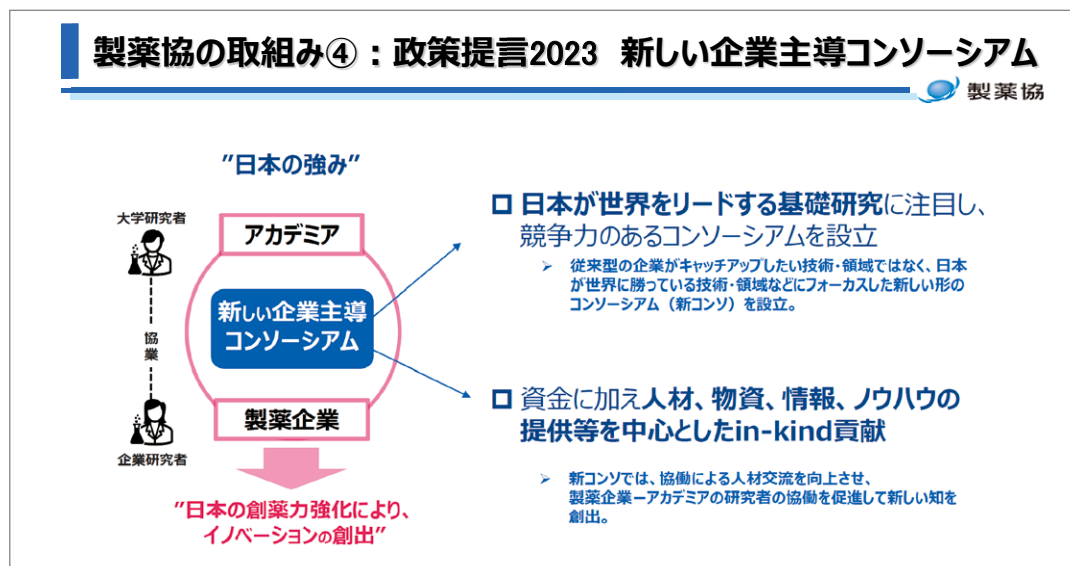 製薬協の取組み④：政策提言2023 新しい企業主導コンソーシアム
製薬協
”日本の強み”
大学研究者
アカデミア
新しい企業主導
コンソーシアム
協業
製薬企業
企業研究者
”日本の創薬力強化により、
イノベーションの創出”
日本が世界をリードする基礎研究に注目し、
競争力のあるコンソーシアムを設立
従来型の企業がキャッチアップしたい技術・領域ではなく、日本
が世界に勝っている技術・領域などにフォーカスした新しい形の
コンソーシアム（新コンソ）を設立。
資金に加え人材、物資、情報、ノウハウの
提供等を中心としたin-kind貢献
新コンソでは、協働による人材交流を向上させ、
製薬企業－アカデミアの研究者の協働を促進して新しい知を
創出。